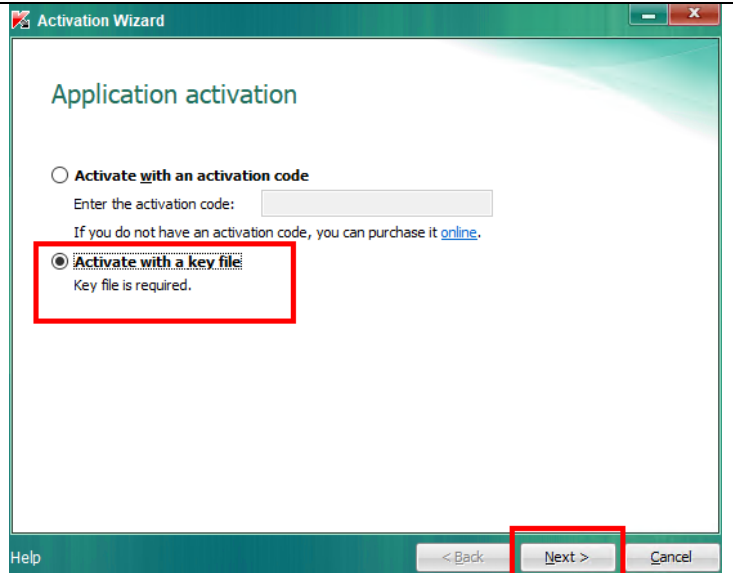 Activation Wizard
Application activation
Activate with an activation code
Enter the activation code:
If you do not have an activation code, you can purchase it online.
Activate with a key file
Key file is required.
Help
< Back
Next >
Cancel